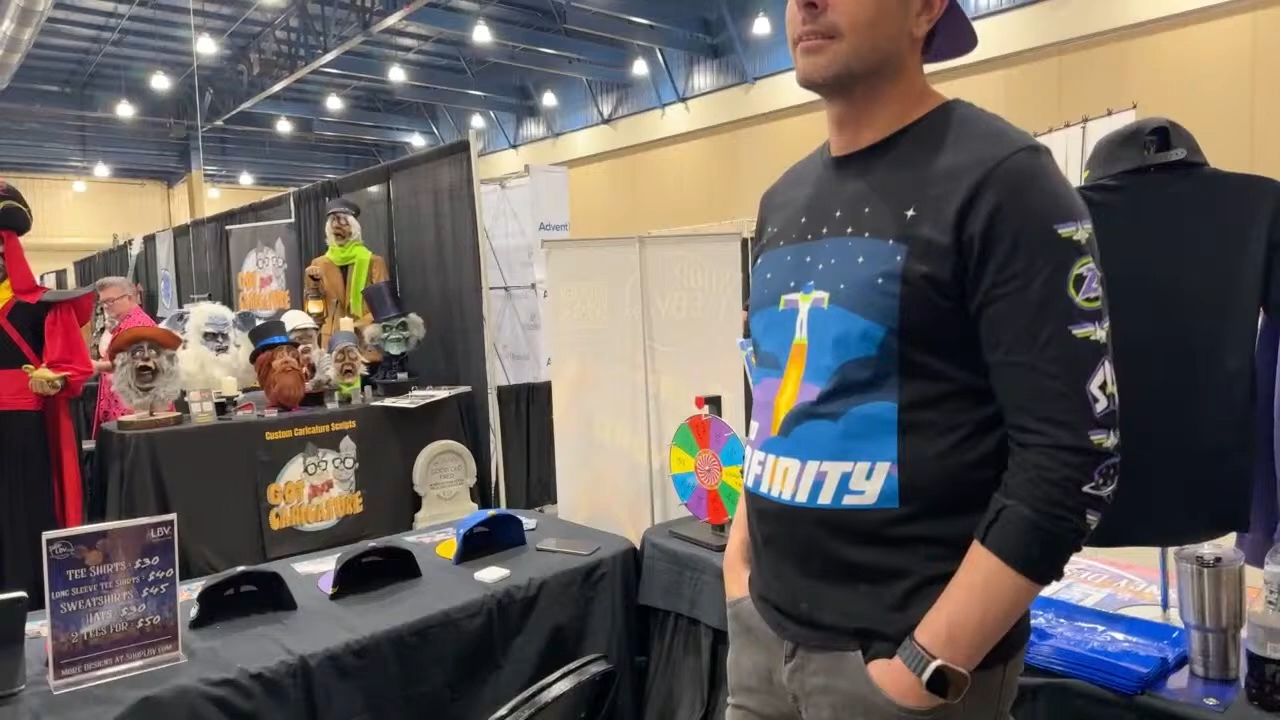 Adventi
GOT
CARICATURE
Custom Caricature Sculpts
GOT
CARICATURE
LBV
TEE SHIRTS - $30
LONG SLEEVE TEE SHIRTS - $40
SWEATSHIRTS - $45
HATS - $30
2 TEES FOR - $50
MORE DESIGNS AT SHOPLBV.COM
FINITY